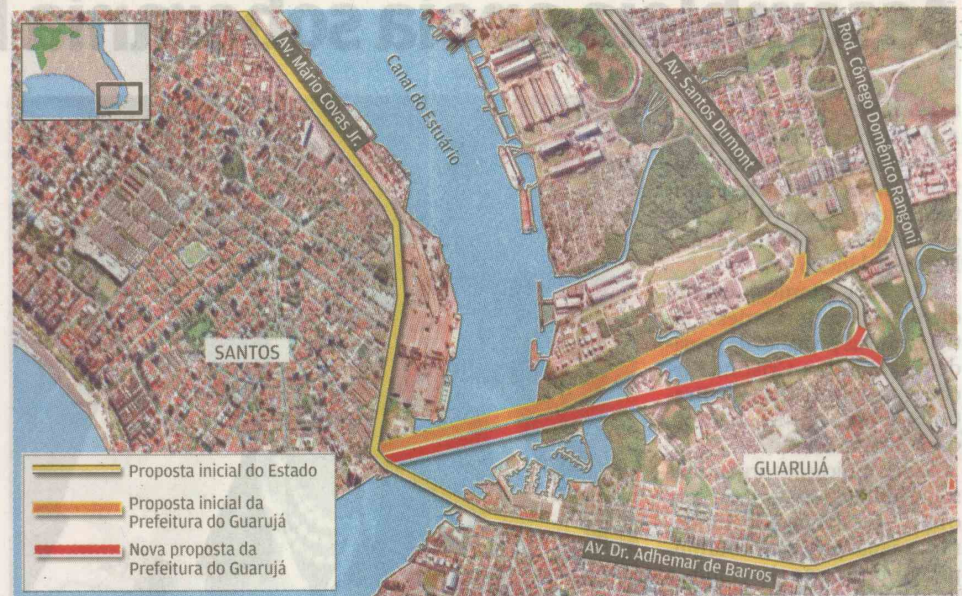 Av. Mário Covas Jr.
Canal do Estuário
Av. Santos Dumont
Rod. Cônego Domênico Rangoni
SANTOS
GUARUJÁ
Av. Dr. Adhemar de Barros
Proposta inicial do Estado
Proposta inicial da
Prefeitura do Guarujá
Nova proposta da
Prefeitura do Guarujá